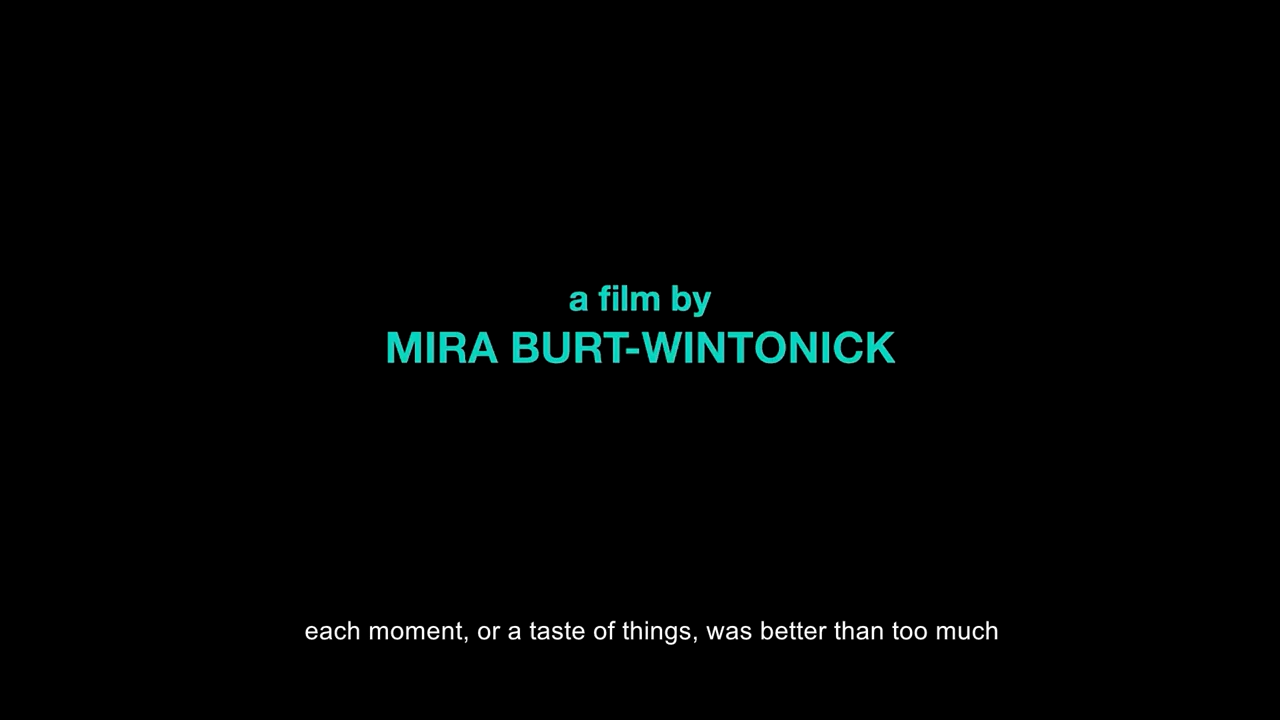 a film by
MIRA BURT-WINTONICK
each moment, or a taste of things, was better than too much